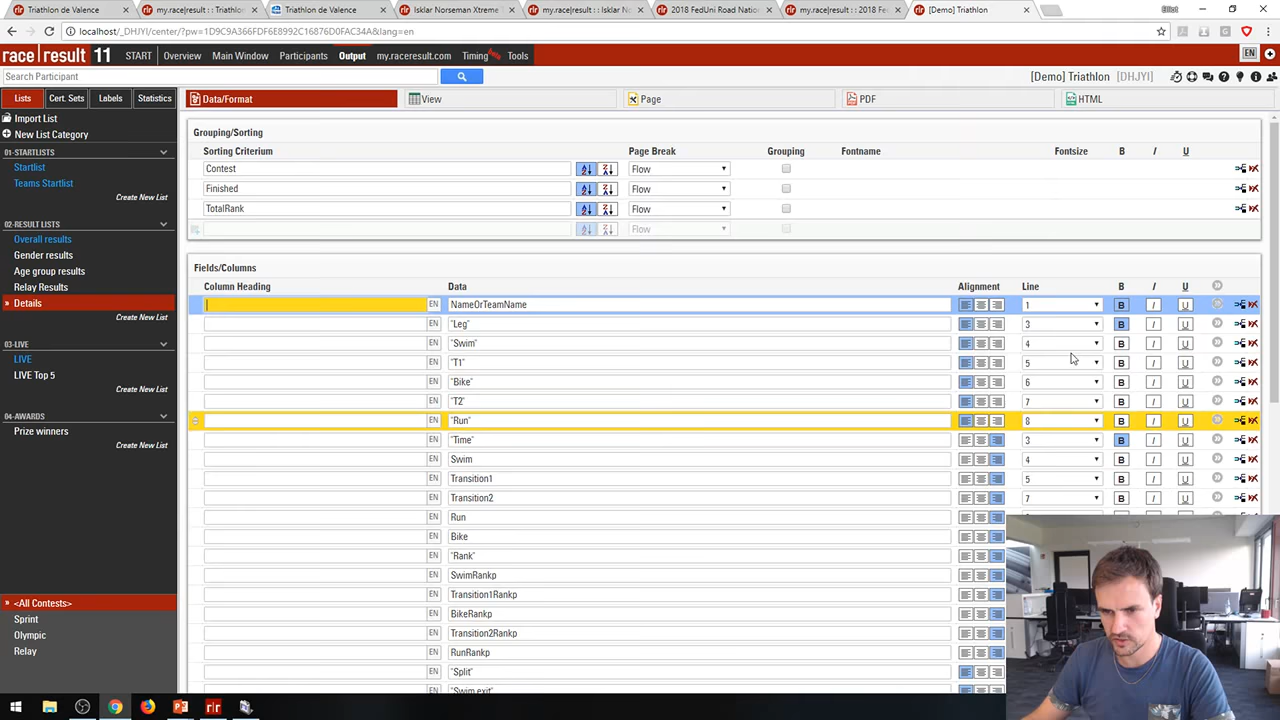 Triathlon de Valence
my.race|result :: Triathlon
Triathlon de Valence
Isklar Norseman Xtreme T
my.race|result :: Isklar No
2018 FedUni Road Nation
my.race|result :: 2018 Fed
[Demo] Triathlon
Elliot
localhost/_DHJYI/center/?pw=1D9C9A366FDF6E8992C16876D0FAC34A&lang=en
race|result 11
START
Overview
Main Window
Participants
Output
my.raceresult.com
Timing
Tools
EN
Search Participant
[Demo] Triathlon
[DHJYI]
Lists
Cert. Sets
Labels
Statistics
Data/Format
View
Page
PDF
HTML
Import List
New List Category
01-STARTLISTS
Startlist
Teams Startlist
Create New List
02-RESULT LISTS
Overall results
Gender results
Age group results
Relay Results
» Details
Create New List
03-LIVE
LIVE
LIVE Top 5
Create New List
04-AWARDS
Prize winners
Create New List
» <All Contests>
Sprint
Olympic
Relay
Grouping/Sorting
Sorting Criterion
Page Break
Grouping
Fontname
Fontsize
B
I
U
Contest
Flow
Finished
Flow
TotalRank
Flow
Flow
Fields/Columns
Column Heading
Data
Alignment
Line
B
I
U
EN NameOrTeamName 1 B I U
EN "Leg" 3 B I U
EN "Swim" 4 B I U
EN "T1" 5 B I U
EN "Bike" 6 B I U
EN "T2" 7 B I U
EN "Run" 8 B I U
EN "Time" 3 B I U
EN Swim 4 B I U
EN Transition1 5 B I U
EN Transition2 7 B I U
EN Run
EN Bike
EN "Rank"
EN SwimRankp
EN Transition1Rankp
EN BikeRankp
EN Transition2Rankp
EN RunRankp
EN "Split"
EN "Swim exit"